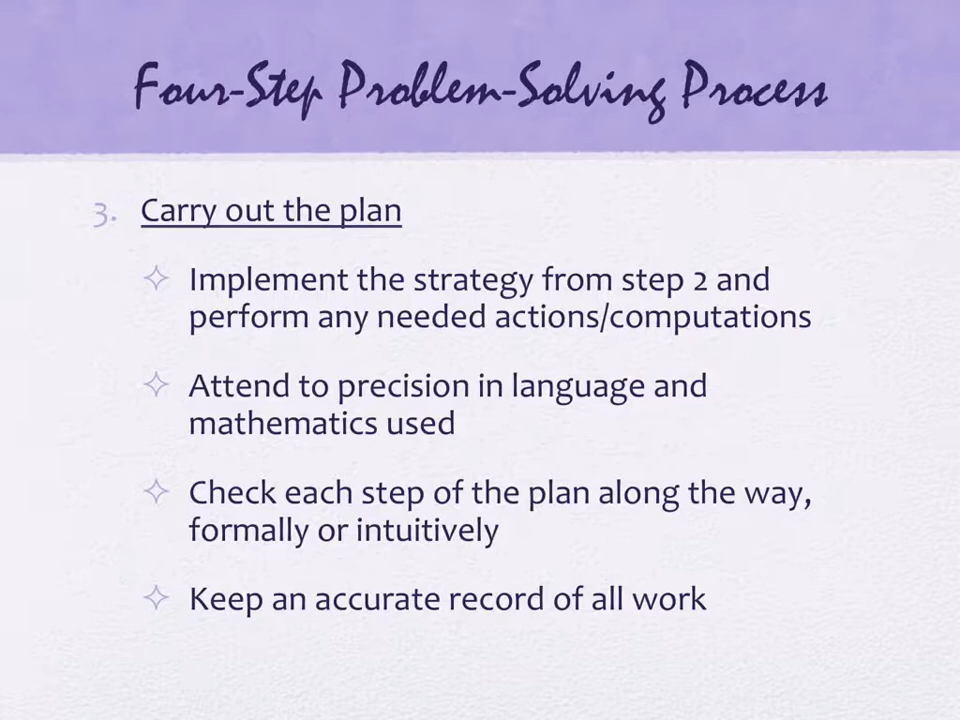 Four-Step Problem-Solving Process
3. Carry out the plan
Implement the strategy from step 2 and
perform any needed actions/computations
Attend to precision in language and
mathematics used
Check each step of the plan along the way,
formally or intuitively
Keep an accurate record of all work